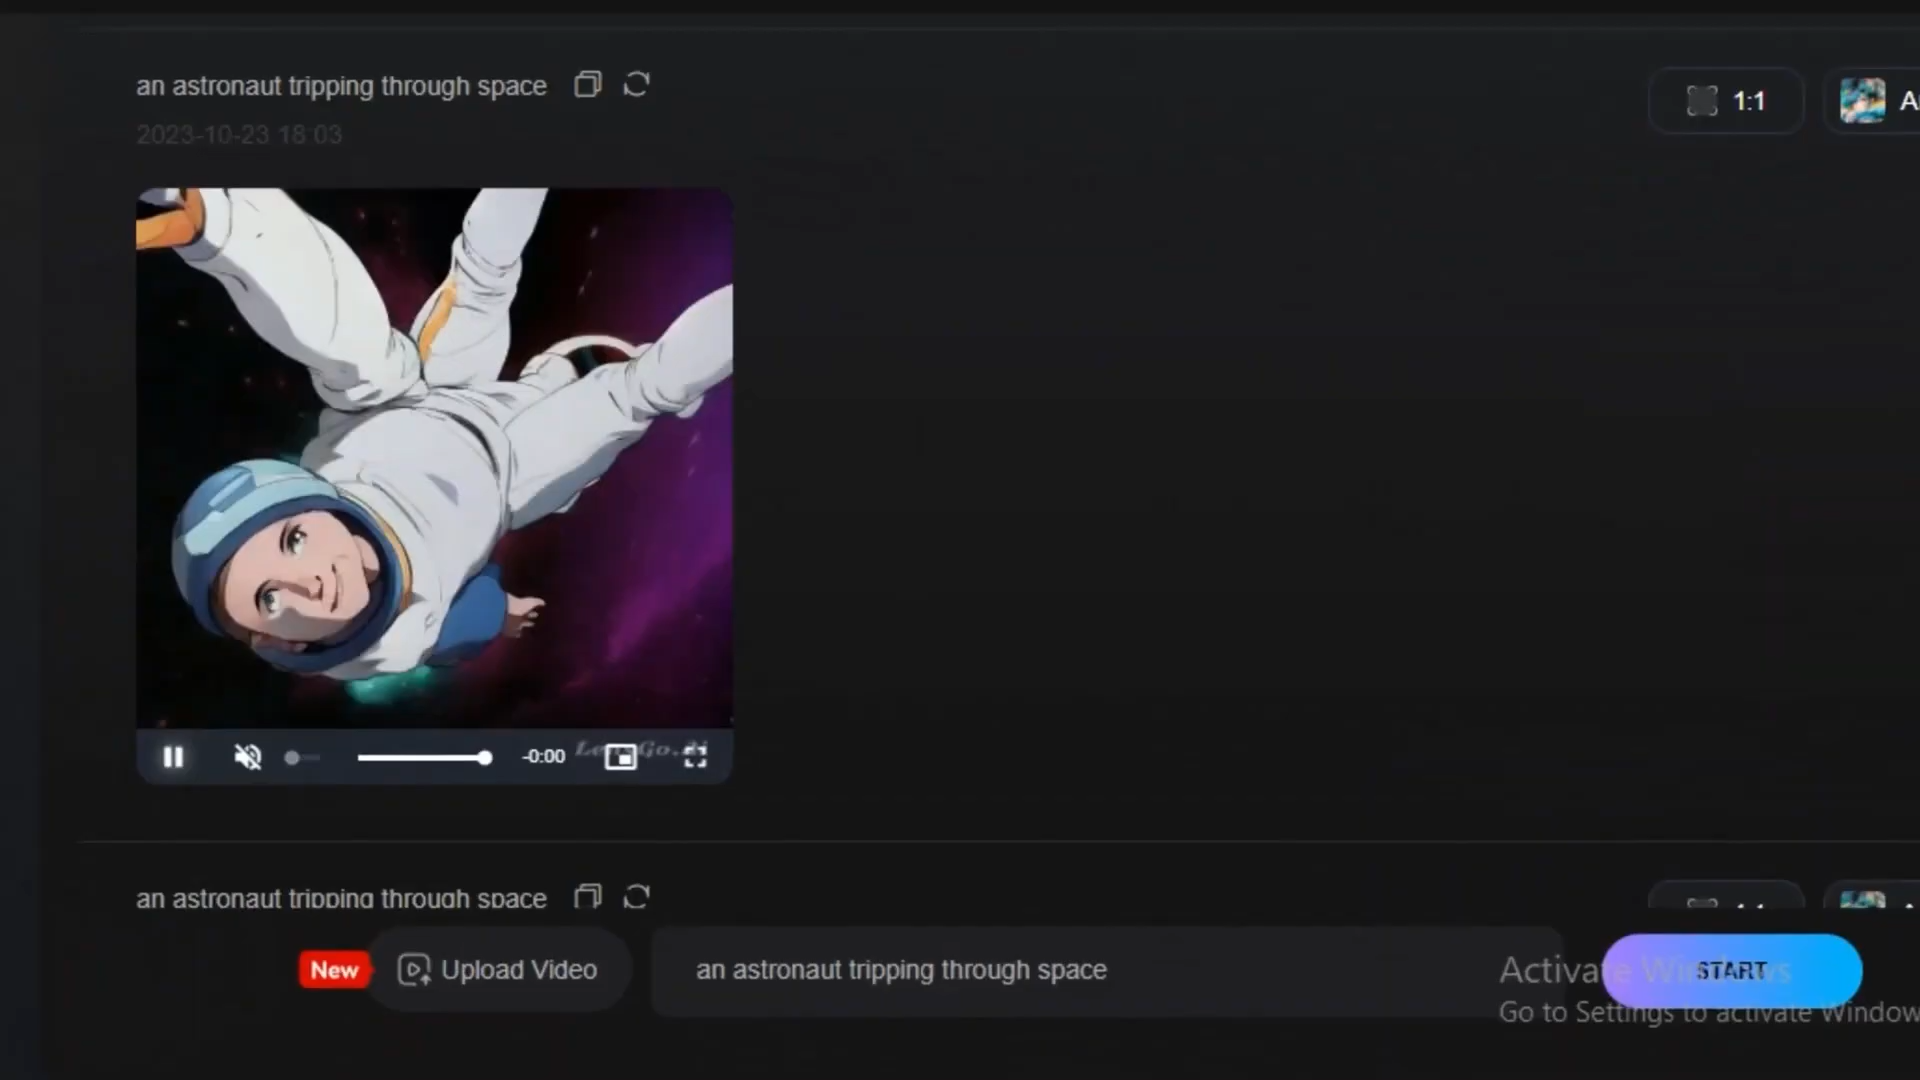 an astronaut tripping through space
2023-10-23 18:03
1:1
-0:00
an astronaut tripping through space
New
Upload Video
an astronaut tripping through space
START
Activate Windows
Go to Settings to activate Window